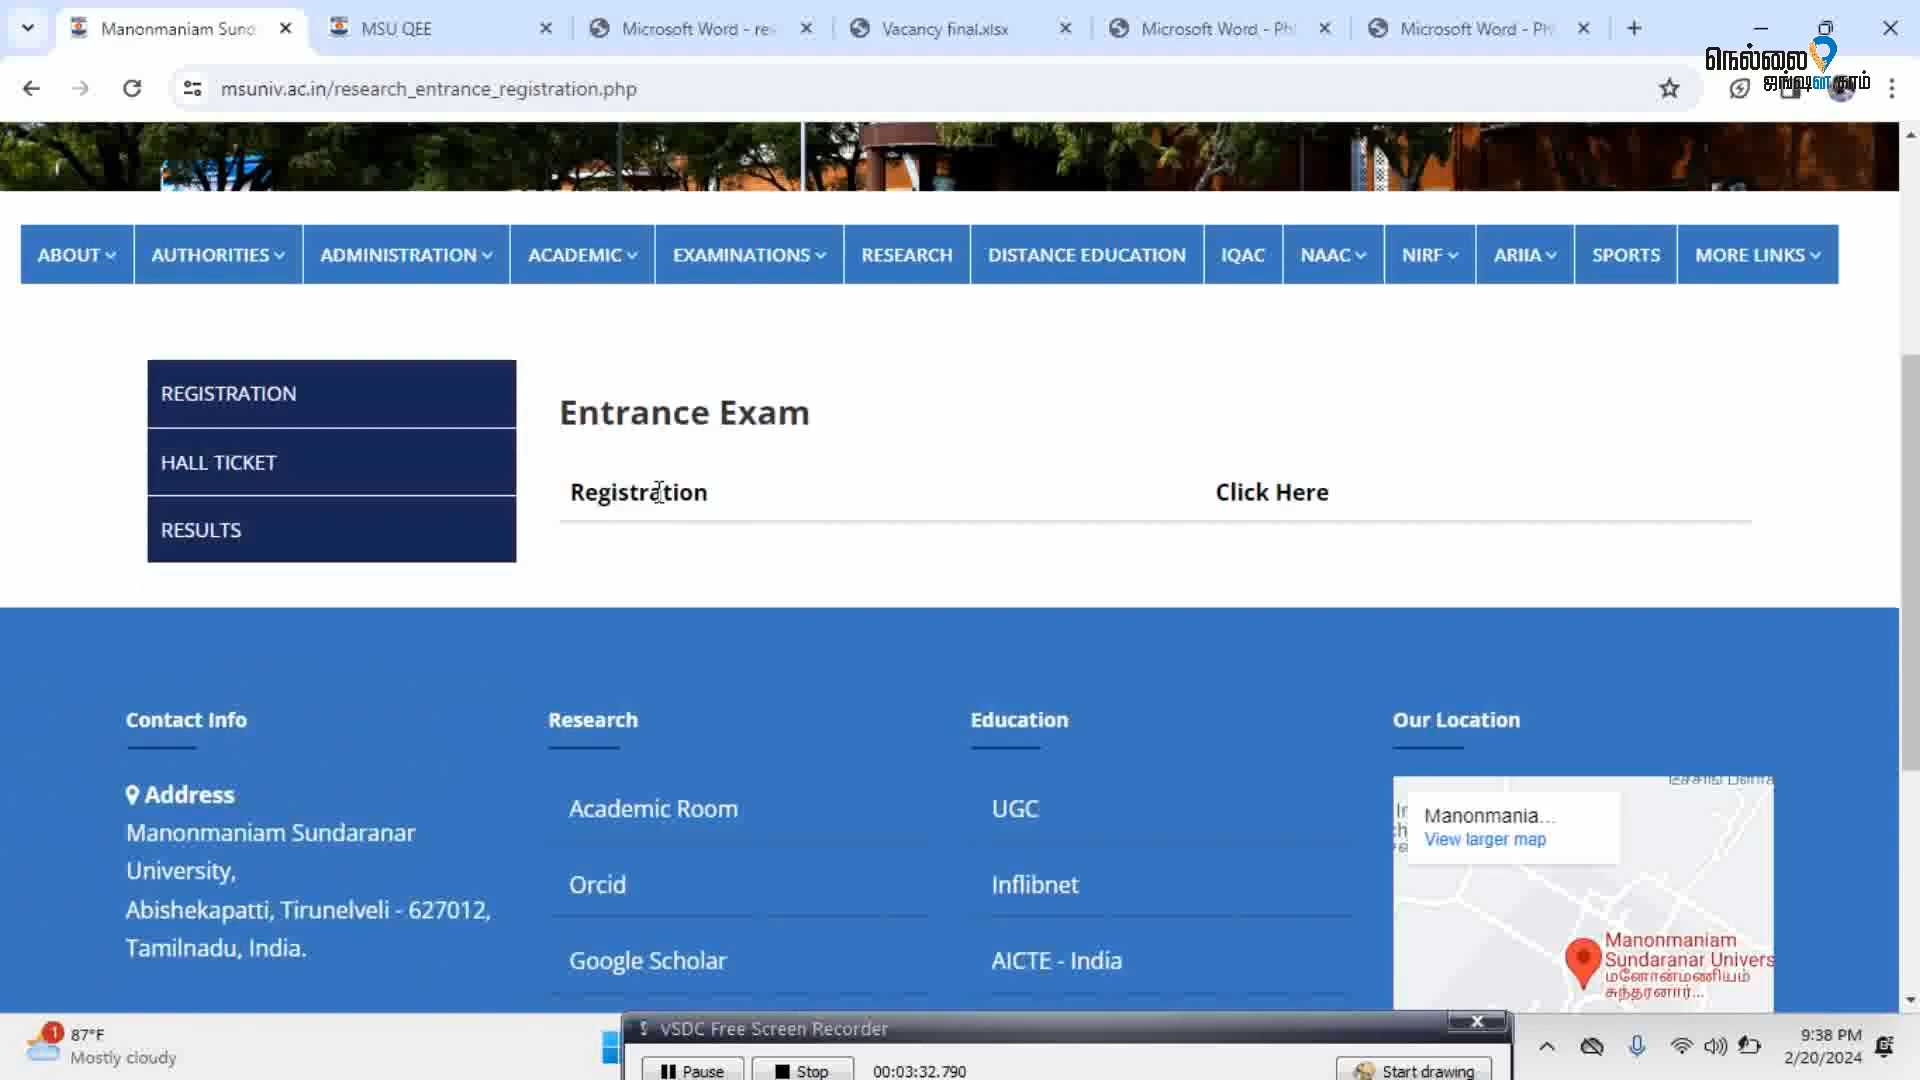 Manonmaniam Sund
MSU QEE
Microsoft Word - res
Vacancy final.xlsx
Microsoft Word - Ph
Microsoft Word - Ph
நெல்லை
ஜங்ஷன்.காம்
msuniv.ac.in/research_entrance_registration.php
ABOUT
AUTHORITIES
ADMINISTRATION
ACADEMIC
EXAMINATIONS
RESEARCH
DISTANCE EDUCATION
IQAC
NAAC
NIRF
ARIIA
SPORTS
MORE LINKS
REGISTRATION
HALL TICKET
RESULTS
Entrance Exam
Registration
Click Here
Contact Info
Address
Manonmaniam Sundaranar
University,
Abishekapatti, Tirunelveli - 627012,
Tamilnadu, India.
Research
Academic Room
Orcid
Google Scholar
Education
UGC
Inflibnet
AICTE - India
Our Location
Manonmania...
View larger map
Manonmaniam
Sundaranar Univers
மனோன்மணியம்
சுந்தரனார்...
1
87°F
Mostly cloudy
VSDC Free Screen Recorder
Pause
Stop
00:03:32.790
Start drawing
9:38 PM
2/20/2024